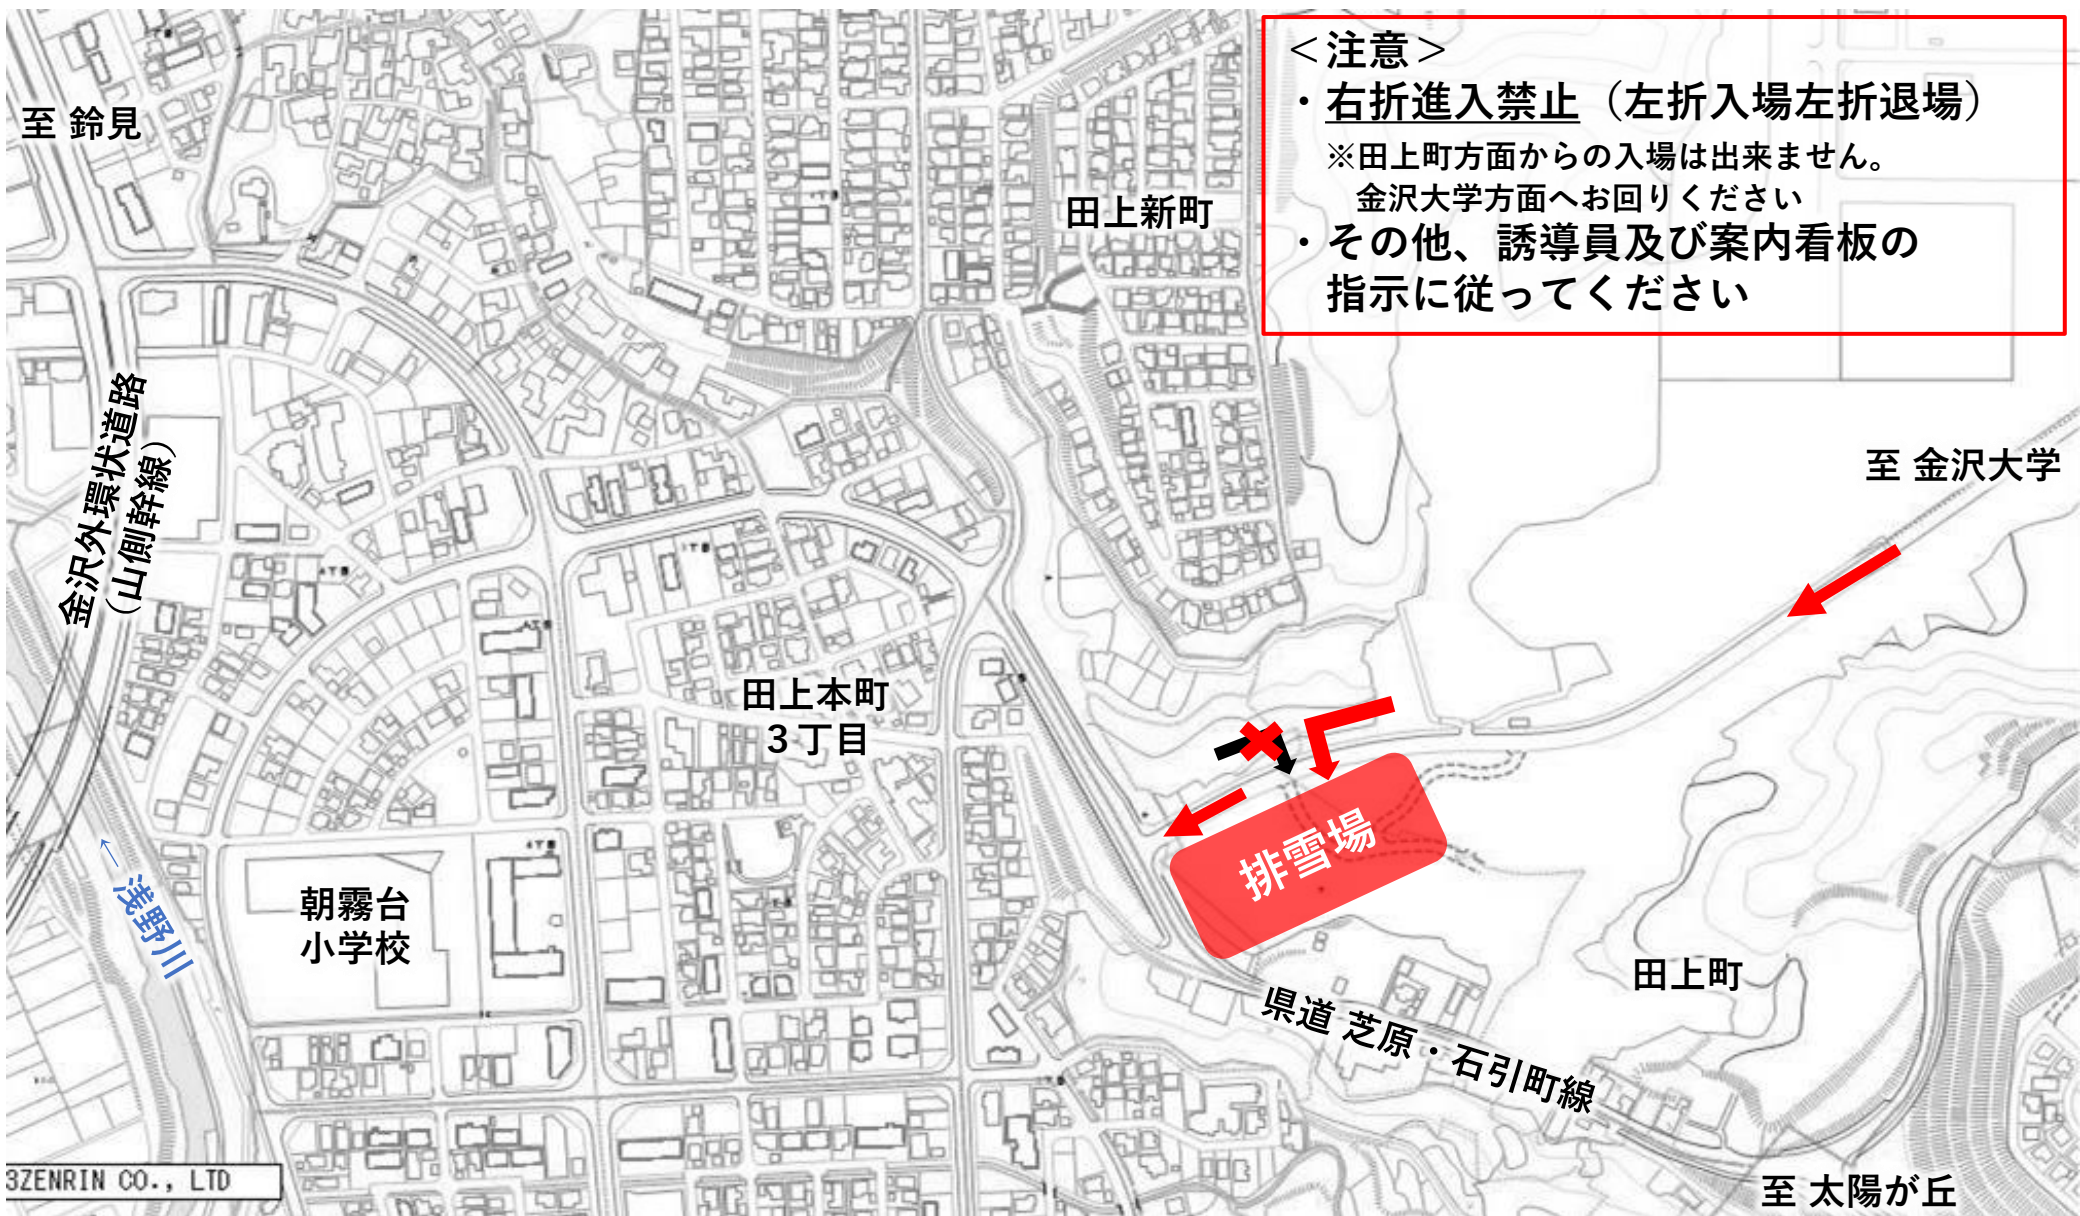 <注意>
・右折進入禁止（左折入場左折退場）
※田上町方面からの入場は出来ません。
金沢大学方面へお回りください
・その他、誘導員及び案内看板の
指示に従ってください
至 鈴見
田上新町
至 金沢大学
金沢外環状道路
（山側幹線）
田上本町
３丁目
排雪場
朝霧台
小学校
←浅野川
田上町
県道 芝原・石引町線
至 太陽が丘
3ZENRIN CO., LTD